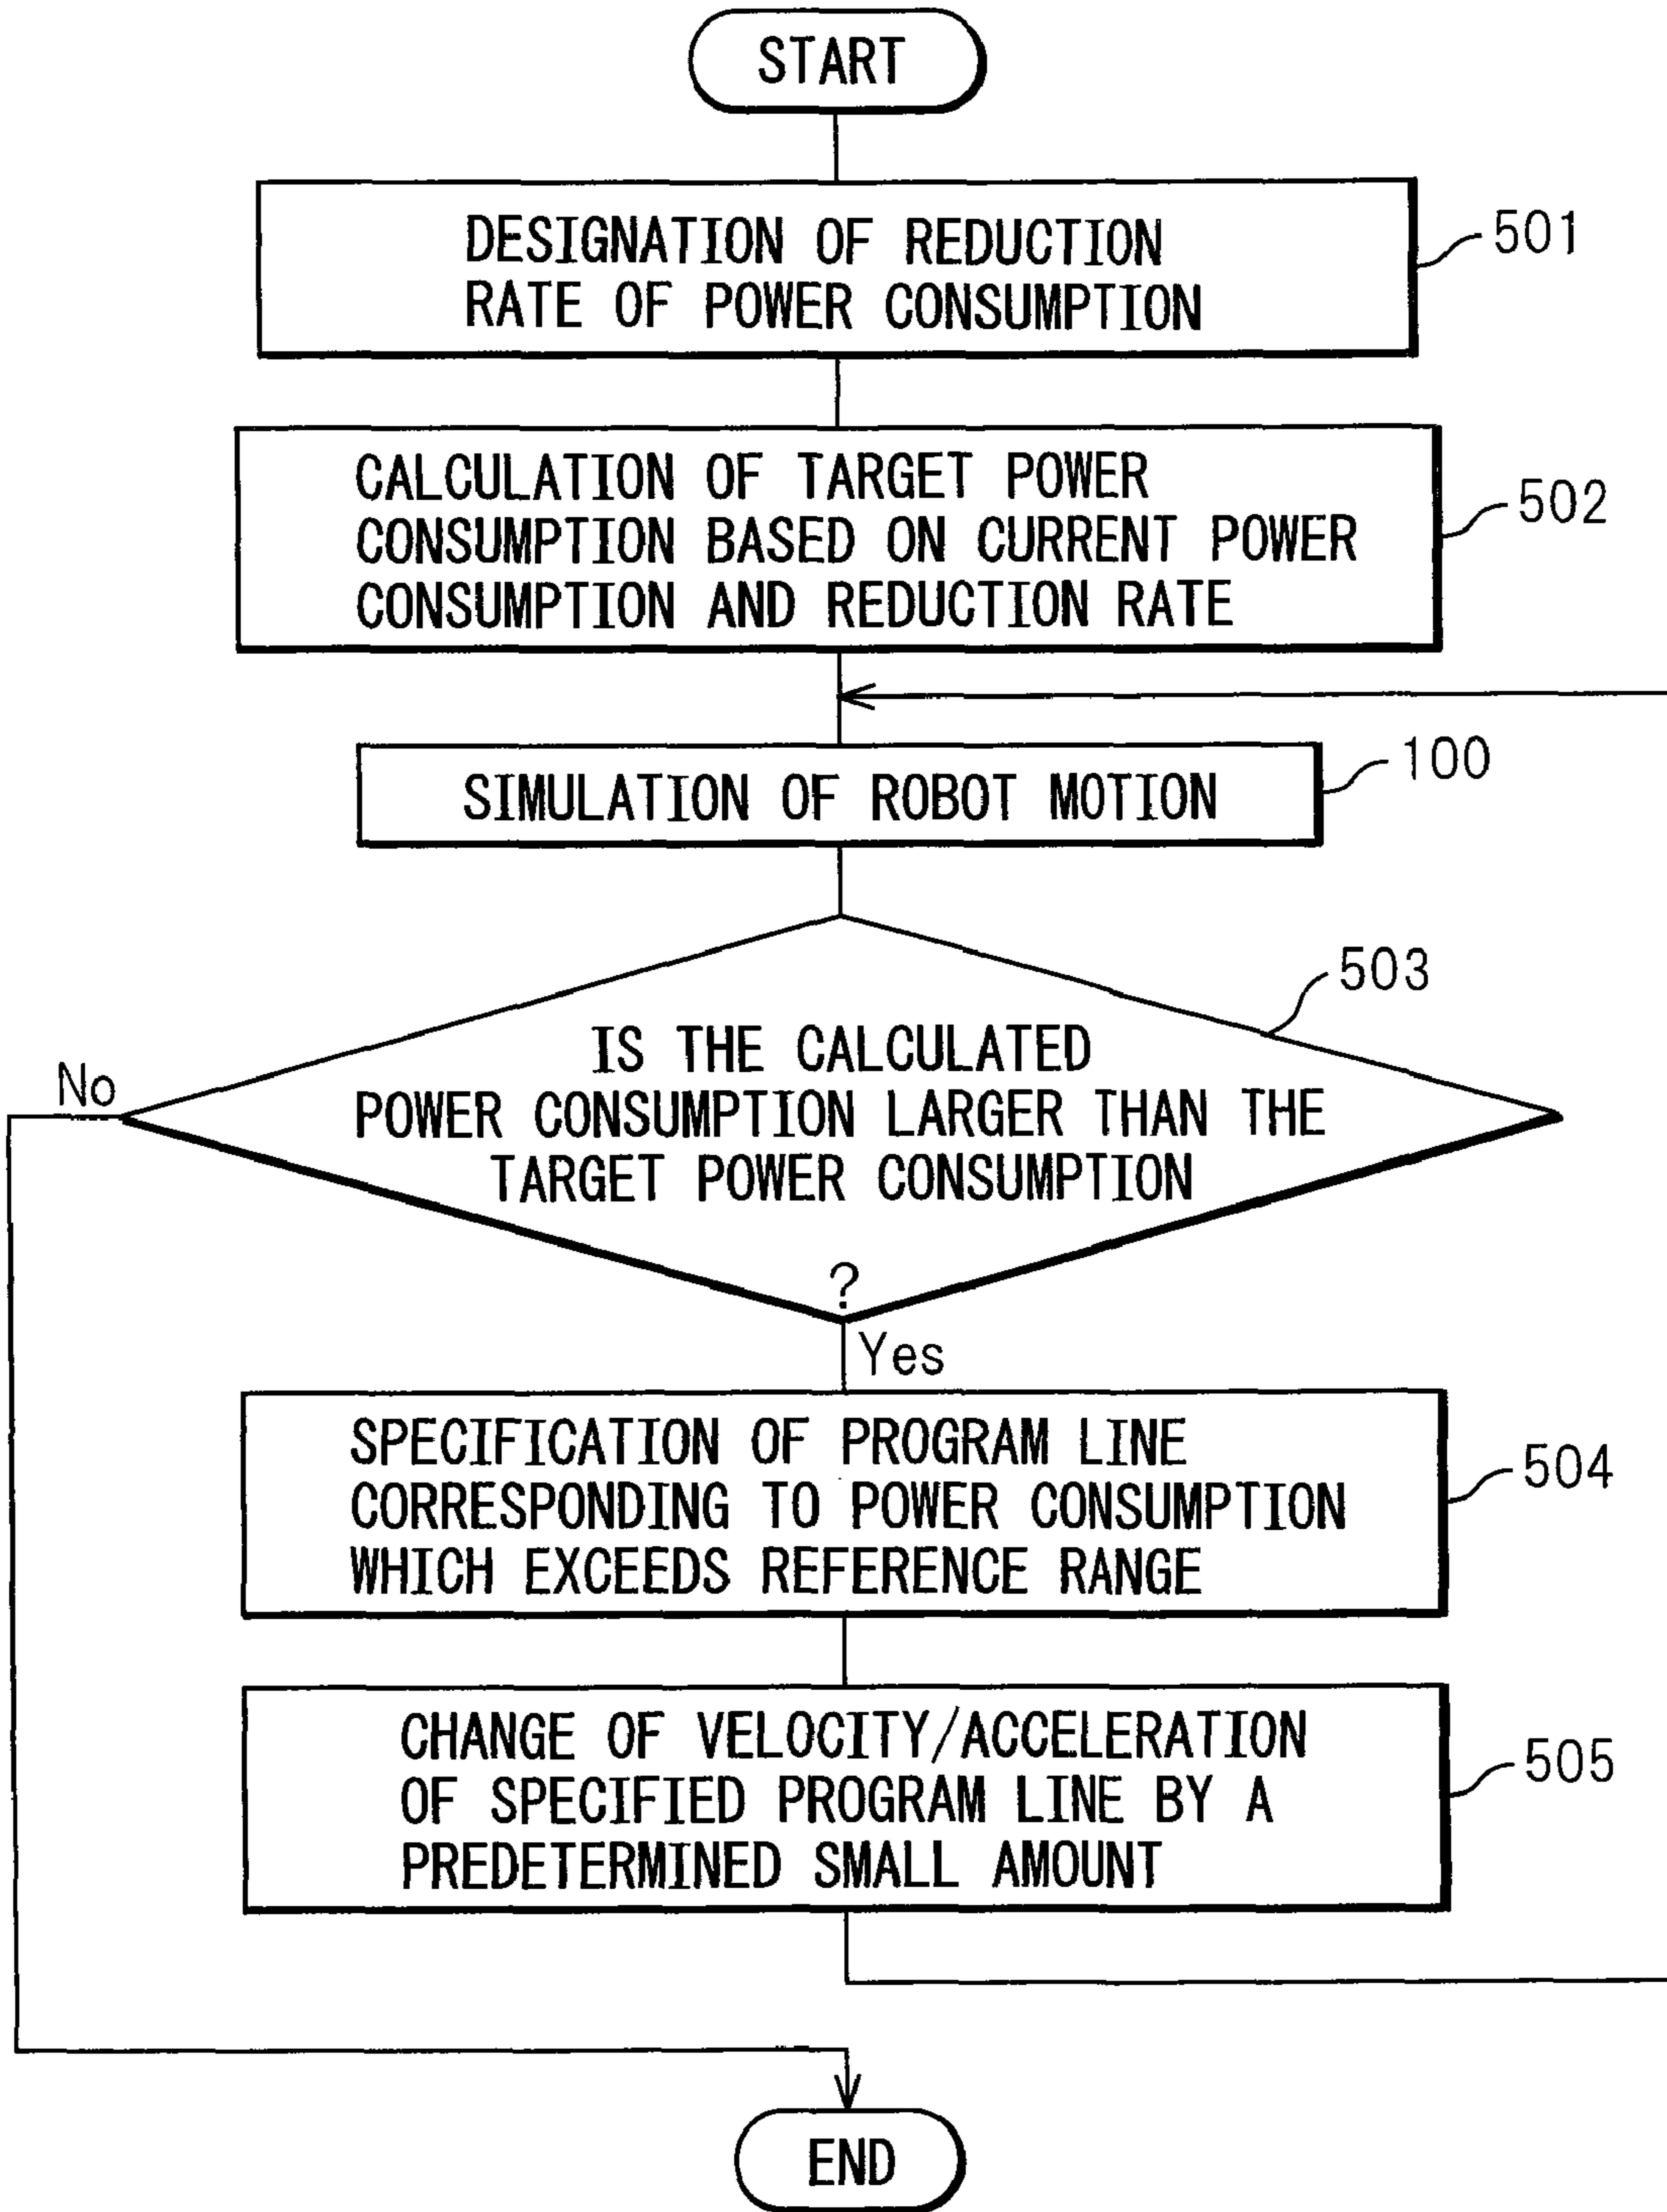 START
DESIGNATION OF REDUCTION
RATE OF POWER CONSUMPTION
501
CALCULATION OF TARGET POWER
CONSUMPTION BASED ON CURRENT POWER
CONSUMPTION AND REDUCTION RATE
502
SIMULATION OF ROBOT MOTION
100
503
IS THE CALCULATED
POWER CONSUMPTION LARGER THAN THE
TARGET POWER CONSUMPTION
?
No
Yes
SPECIFICATION OF PROGRAM LINE
CORRESPONDING TO POWER CONSUMPTION
WHICH EXCEEDS REFERENCE RANGE
504
CHANGE OF VELOCITY/ACCELERATION
OF SPECIFIED PROGRAM LINE BY A
PREDETERMINED SMALL AMOUNT
505
END